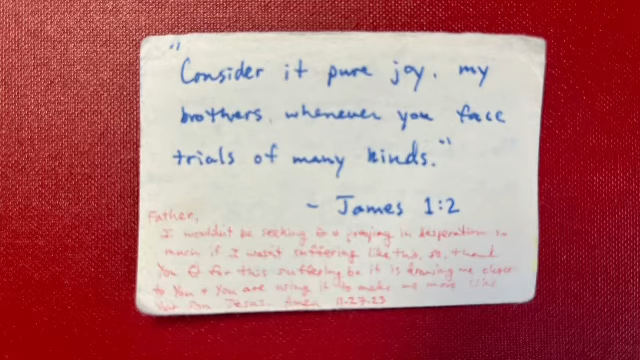 "Consider it pure joy, my
brothers, whenever you face
trials of many kinds."
- James 1:2
Father,
I wouldn't be seeking & praying in desperation so
much if I wasn't suffering like this, so, thank
You for this suffering bc it is drawing me closer
to You & You are using it to make me more like
Your Son Jesus. Amen 11-27-23